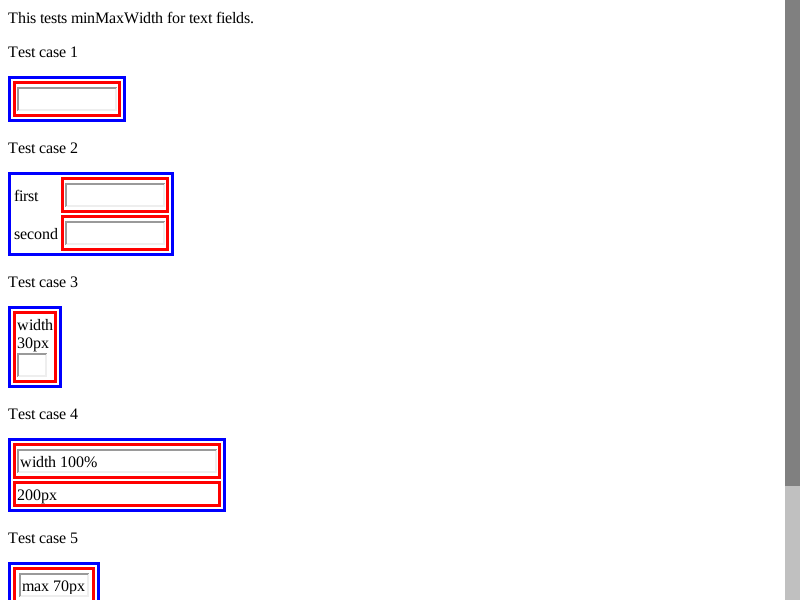 This tests minMaxWidth for text fields.
Test case 1
Test case 2
first
second
Test case 3
width
30px
Test case 4
width 100%
200px
Test case 5
max 70px